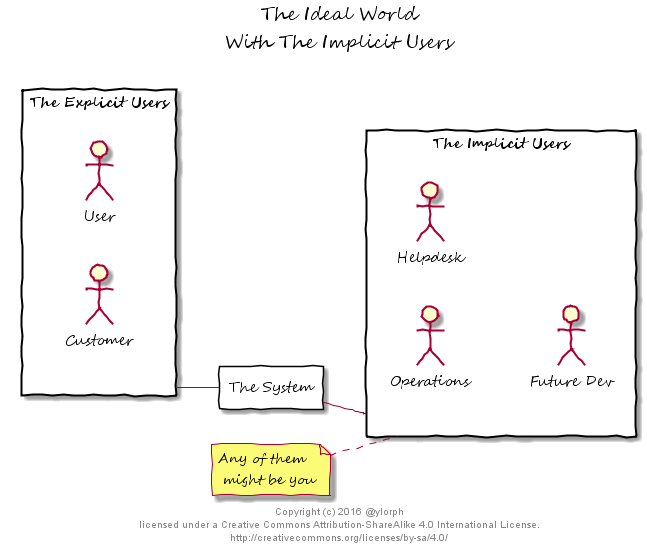 The Ideal World
With The Implicit Users
The Explicit Users
User
Customer
The System
The Implicit Users
Helpdesk
Operations
Future Dev
Any of them
might be you
Copyright (c) 2016 @ylorph
licensed under a Creative Commons Attribution-ShareAlike 4.0 International License.
http://creativecommons.org/licenses/by-sa/4.0/